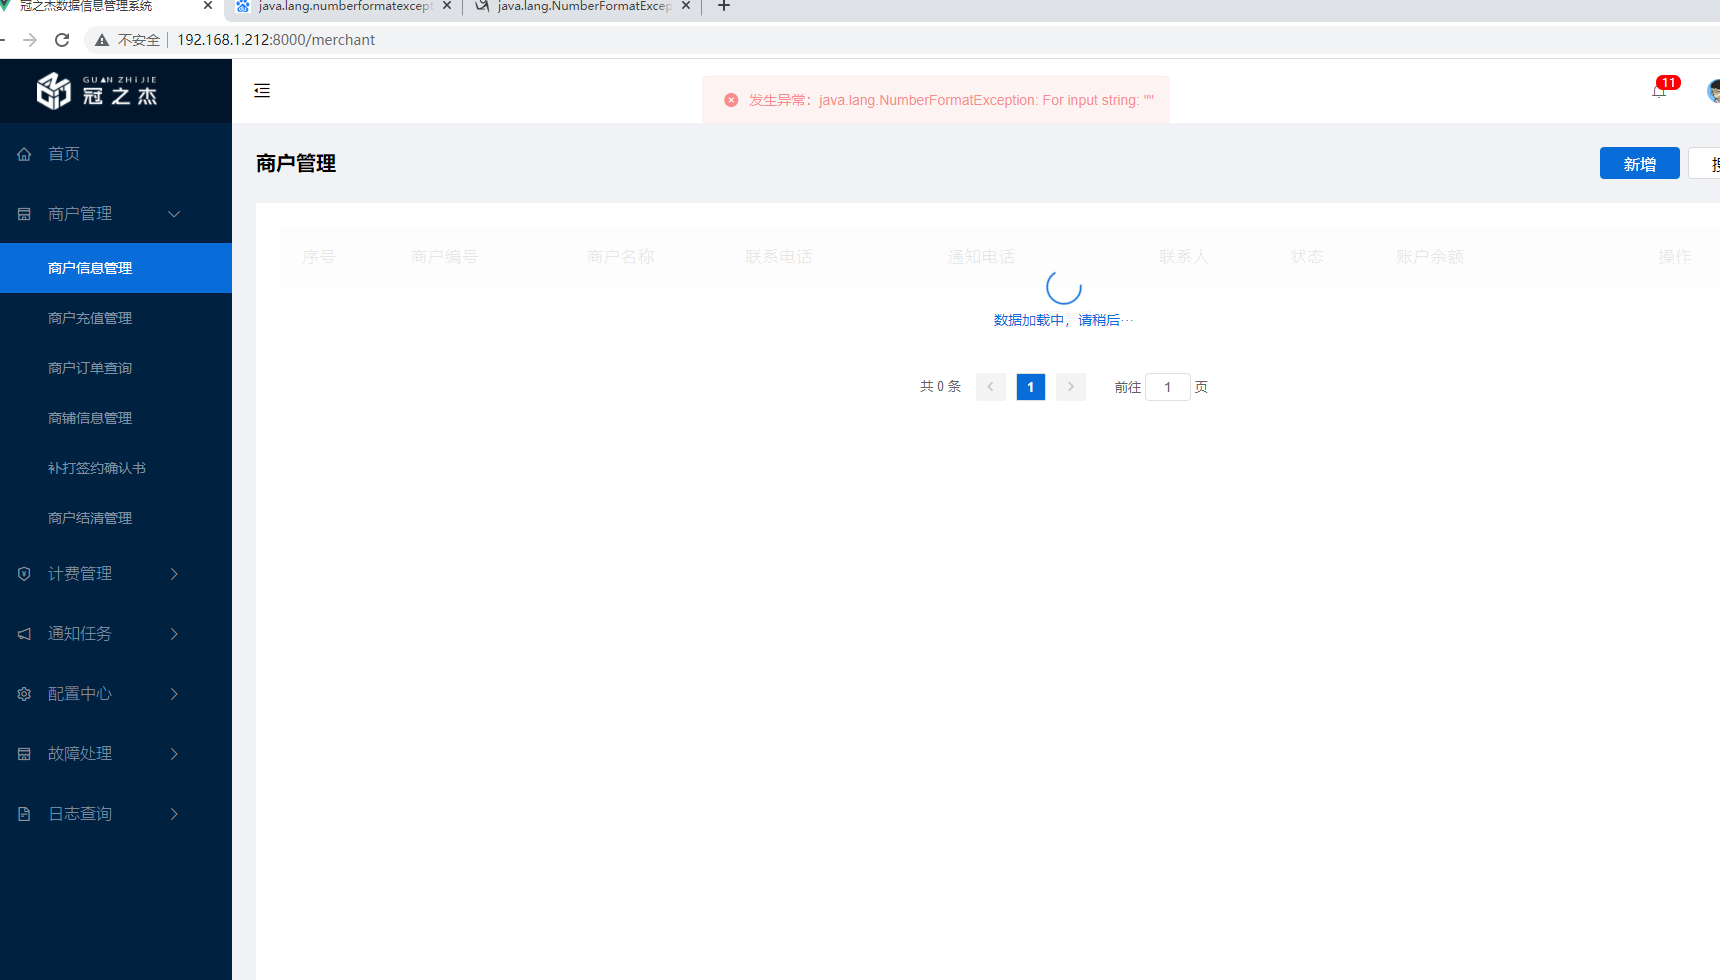 冠之杰数据信息管理系统
java.lang.numberformatexcept
java.lang.NumberFormatExcep
不安全
192.168.1.212:8000/merchant
GUAN ZHIJIE
冠之杰
发生异常：java.lang.NumberFormatException: For input string: ""
11
首页
商户管理
商户信息管理
商户充值管理
商户订单查询
商铺信息管理
补打签约确认书
商户结清管理
计费管理
通知任务
配置中心
故障处理
日志查询
商户管理
新增
序号 商户编号 商户名称 联系电话 通知电话 联系人 状态 账户余额 操作
数据加载中，请稍后···
共 0 条 1 前往 1 页